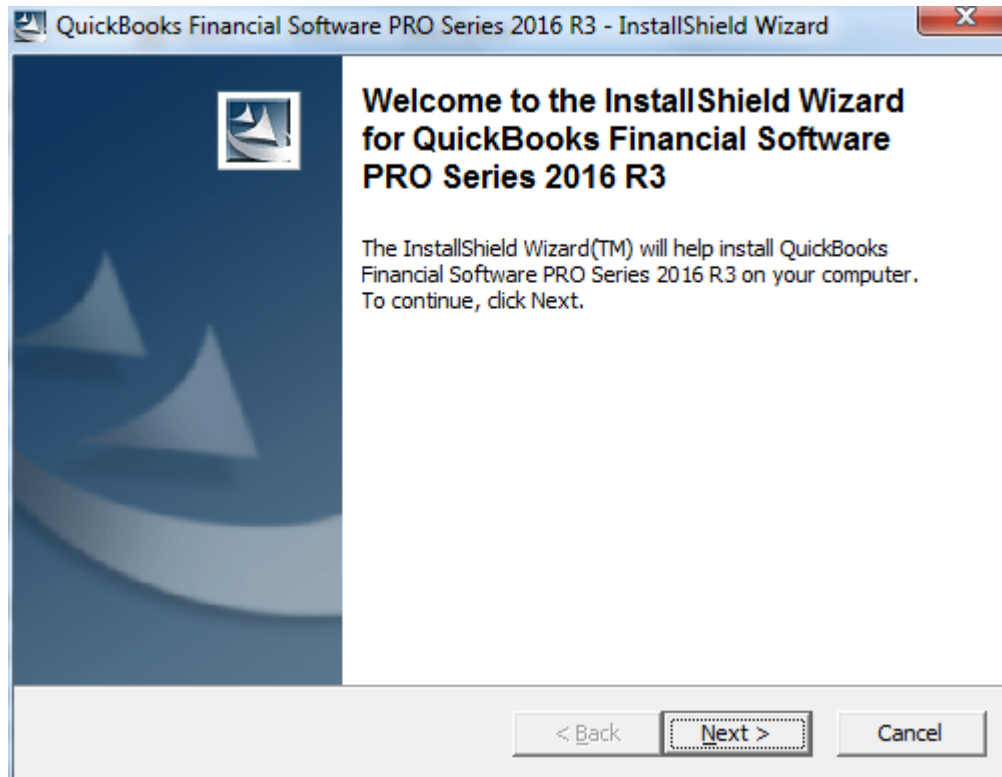 QuickBooks Financial Software PRO Series 2016 R3 - InstallShield Wizard
Welcome to the InstallShield Wizard
for QuickBooks Financial Software
PRO Series 2016 R3
The InstallShield Wizard(TM) will help install QuickBooks
Financial Software PRO Series 2016 R3 on your computer.
To continue, click Next.
< Back Next > Cancel